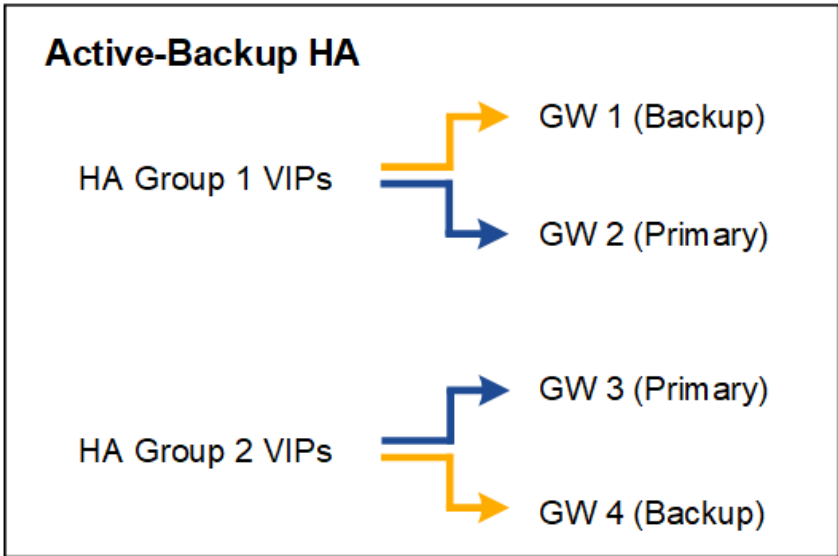 Active-Backup HA
GW 1 (Backup)
HA Group 1 VIPs
GW 2 (Primary)
GW 3 (Primary)
HA Group 2 VIPs
GW 4 (Backup)